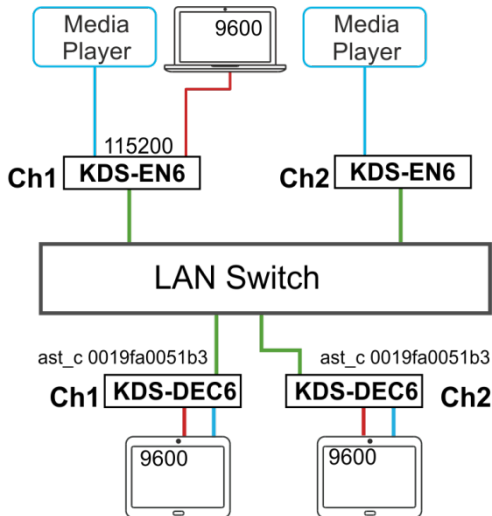 Media
Player
9600
Media
Player
115200
Ch1
KDS-EN6
Ch2
KDS-EN6
LAN Switch
ast_c 0019fa0051b3
ast_c 0019fa0051b3
Ch1
KDS-DEC6
KDS-DEC6
Ch2
9600
9600